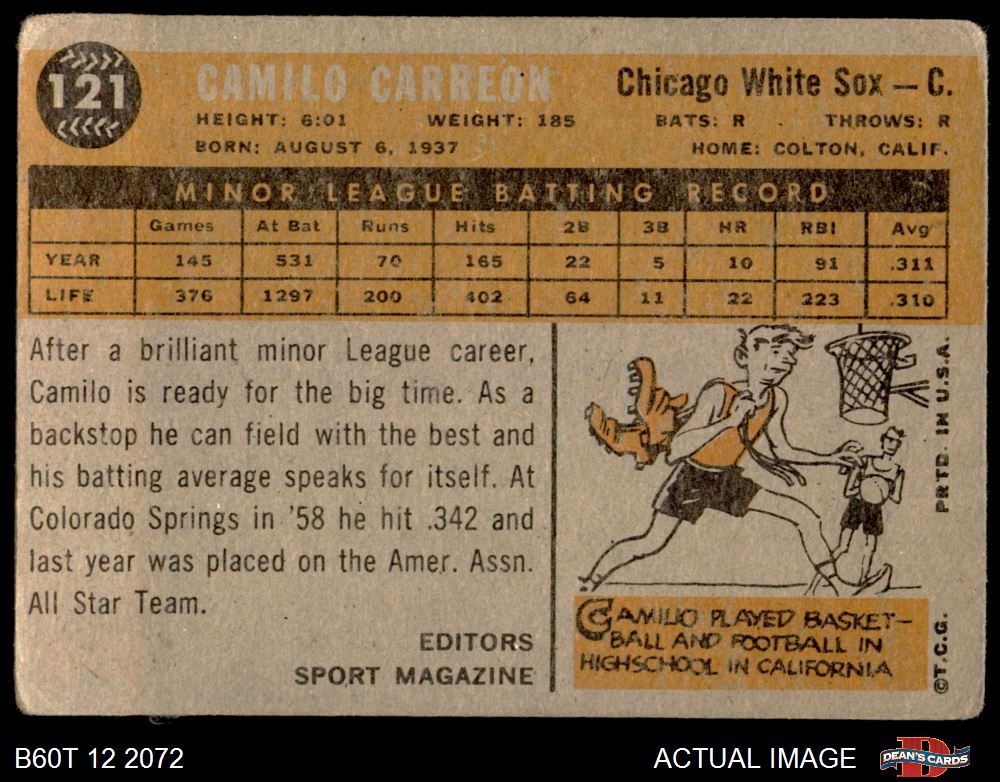 121
CAMILO CARREON
Chicago White Sox — C.
HEIGHT: 6:01 WEIGHT: 185 BATS: R THROWS: R
BORN: AUGUST 6, 1937 HOME: COLTON, CALIF.
MINOR LEAGUE BATTING RECORD
Games At Bat Runs Hits 2B 3B HR RBI Avg
YEAR 145 531 70 165 22 5 10 91 .311
LIFE 376 1297 200 402 64 11 22 223 .310
After a brilliant minor League career,
Camilo is ready for the big time. As a
backstop he can field with the best and
his batting average speaks for itself. At
Colorado Springs in '58 he hit .342 and
last year was placed on the Amer. Assn.
All Star Team.
EDITORS
SPORT MAGAZINE
CAMILIO PLAYED BASKET-
BALL AND FOOTBALL IN
HIGHSCHOOL IN CALIFORNIA
PRTD. IN U.S.A.
©T.C.G.
B60T 12 2072
ACTUAL IMAGE
DEAN'S CARDS